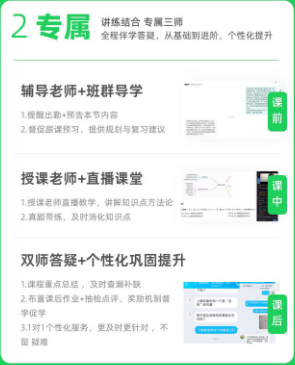 2 专属
讲练结合 专属三师
全程伴学答疑，从基础到进阶，个性化提升
辅导老师+班群导学
1.提醒出勤+预告本节内容
2.督促跟课预习，提供规划与复习建议
课前
授课老师+直播课堂
1.授课老师直播教学，讲解知识点方法论
2.真题带练，及时消化知识点
课中
双师答疑+个性化巩固提升
1.课程重点总结，及时查漏补缺
2.布置课后作业+抽检点评，奖励机制督
学促学
3.1对1个性化服务，更及时更针对，不
留 疑难
课后